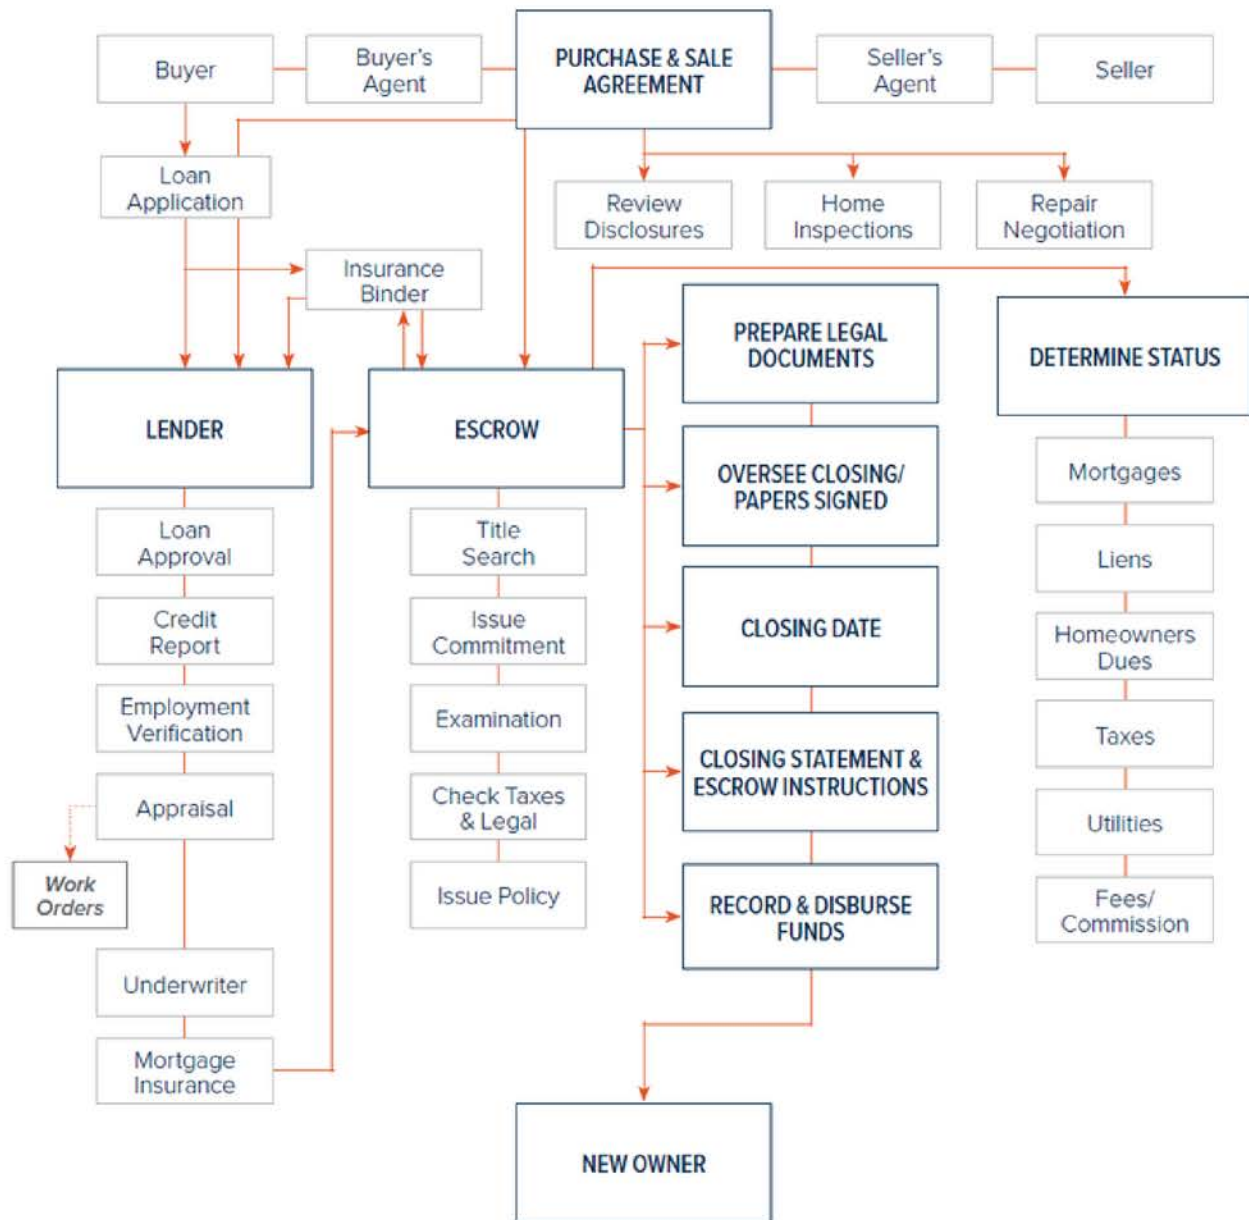 Buyer
Buyer's
Agent
PURCHASE & SALE
AGREEMENT
Seller's
Agent
Seller
Loan
Application
Review
Disclosures
Home
Inspections
Repair
Negotiation
Insurance
Binder
LENDER
ESCROW
PREPARE LEGAL
DOCUMENTS
DETERMINE STATUS
Loan
Approval
Credit
Report
Employment
Verification
Appraisal
Work
Orders
Underwriter
Mortgage
Insurance
Title
Search
Issue
Commitment
Examination
Check Taxes
& Legal
Issue Policy
OVERSEE CLOSING/
PAPERS SIGNED
CLOSING DATE
CLOSING STATEMENT &
ESCROW INSTRUCTIONS
RECORD & DISBURSE
FUNDS
Mortgages
Liens
Homeowners
Dues
Taxes
Utilities
Fees/
Commission
NEW OWNER